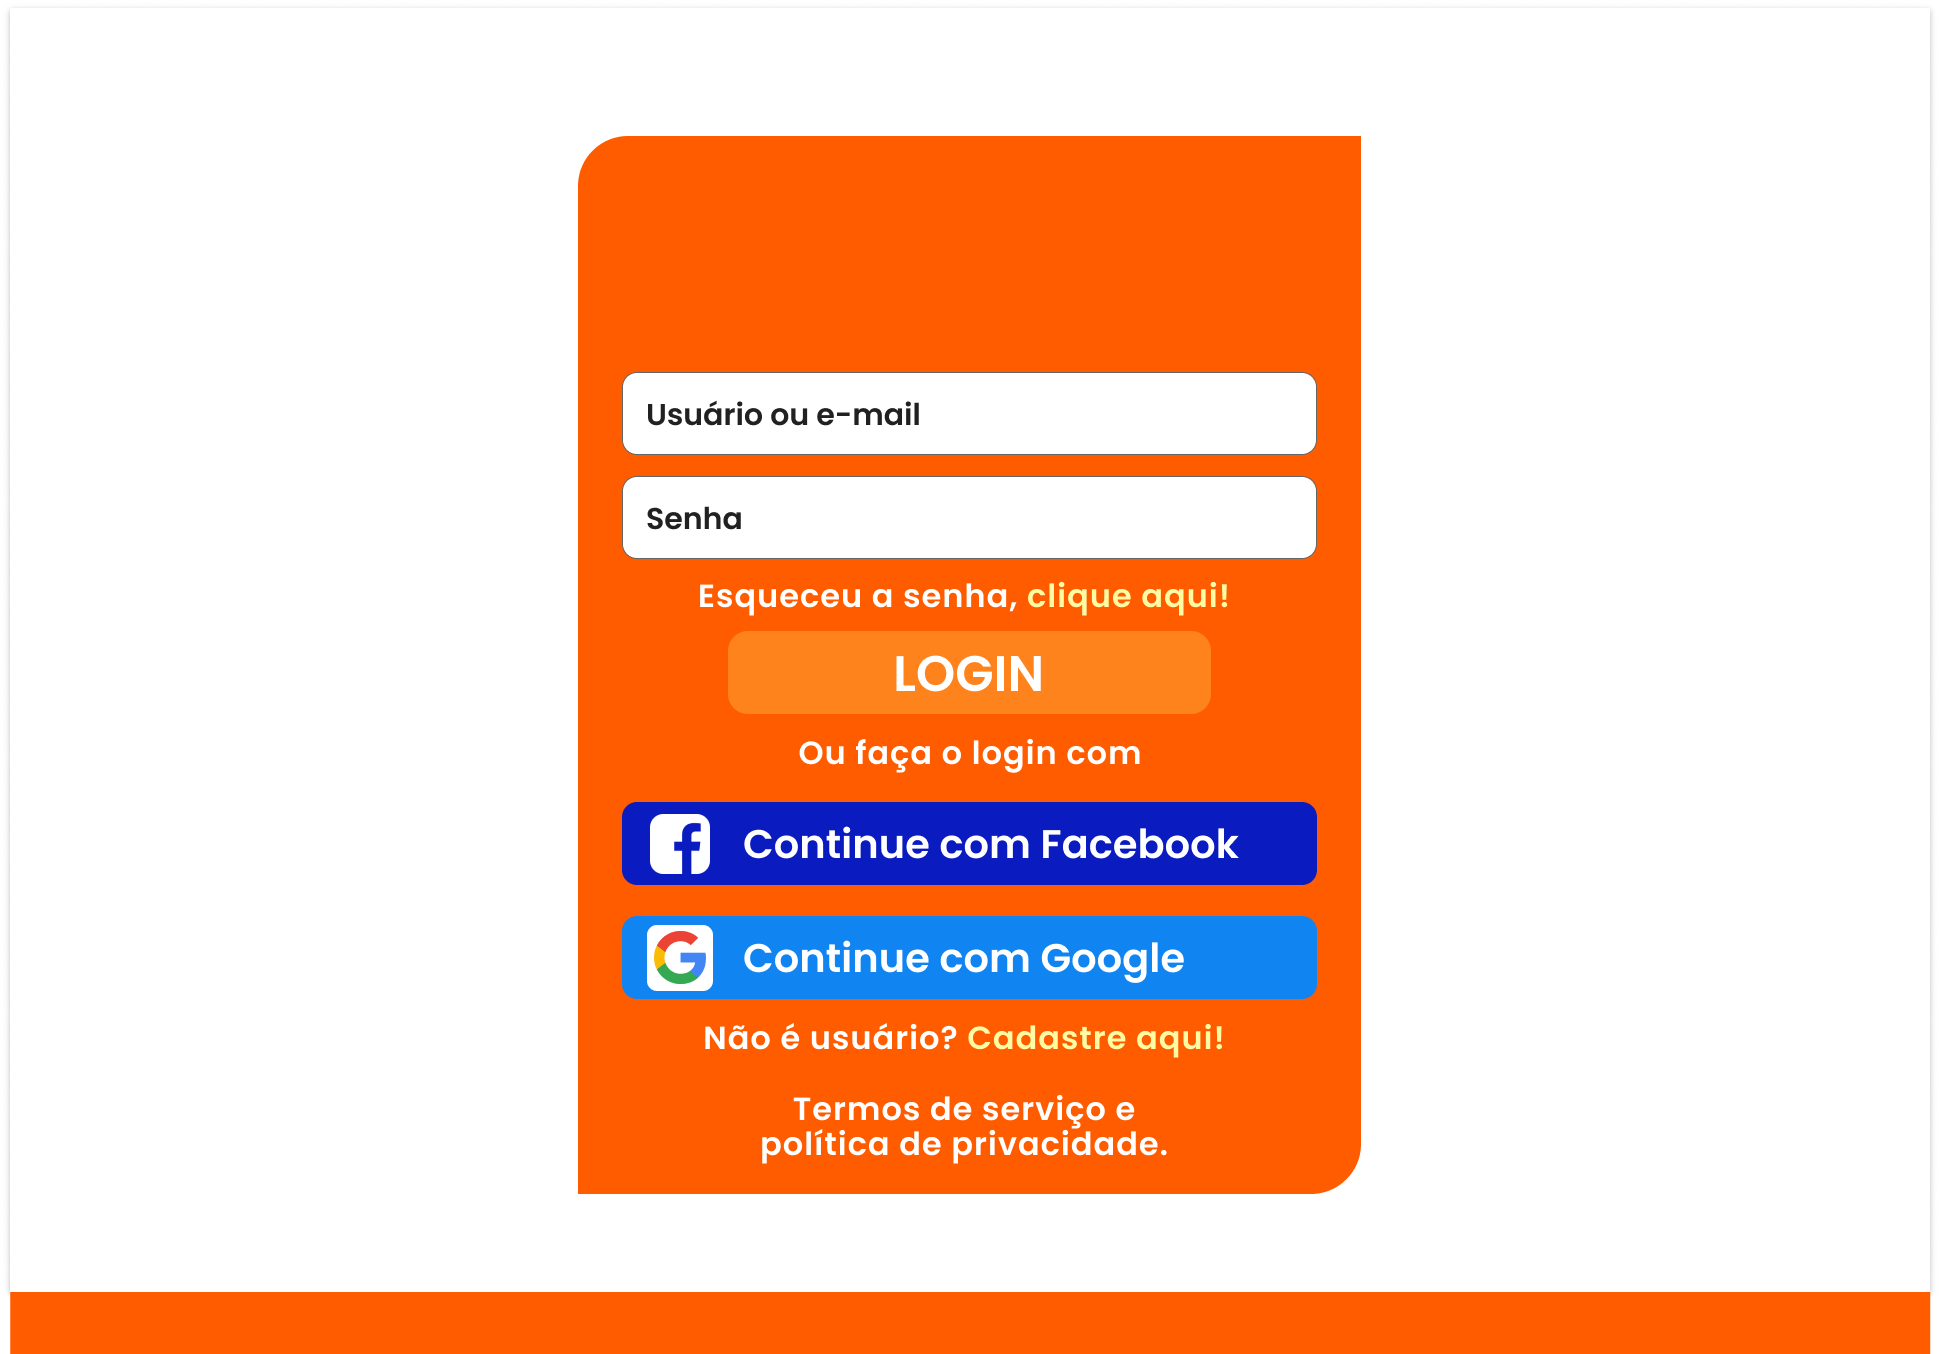 Usuário ou e-mail
Senha
Esqueceu a senha, clique aqui!
LOGIN
Ou faça o login com
Continue com Facebook
Continue com Google
Não é usuário? Cadastre aqui!
Termos de serviço e
política de privacidade.